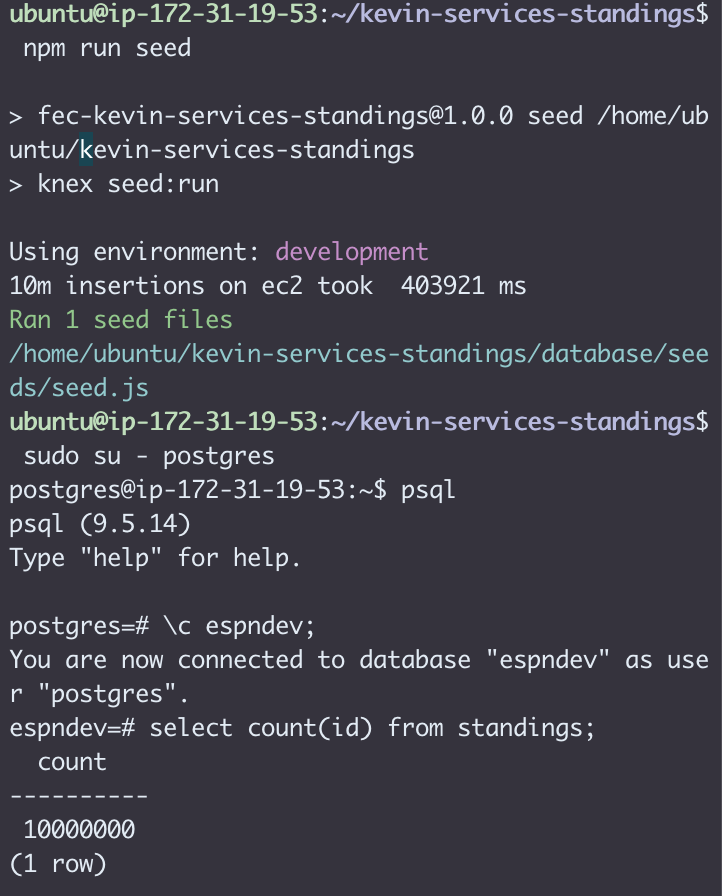 ubuntu@ip-172-31-19-53:~/kevin-services-standings$
 npm run seed
> fec-kevin-services-standings@1.0.0 seed /home/ub
untu/kevin-services-standings
> knex seed:run
Using environment: development
10m insertions on ec2 took  403921 ms
Ran 1 seed files
/home/ubuntu/kevin-services-standings/database/see
ds/seed.js
ubuntu@ip-172-31-19-53:~/kevin-services-standings$
 sudo su - postgres
postgres@ip-172-31-19-53:~$ psql
psql (9.5.14)
Type "help" for help.
postgres=# \c espndev;
You are now connected to database "espndev" as use
r "postgres".
espndev=# select count(id) from standings;
  count
----------
 10000000
(1 row)